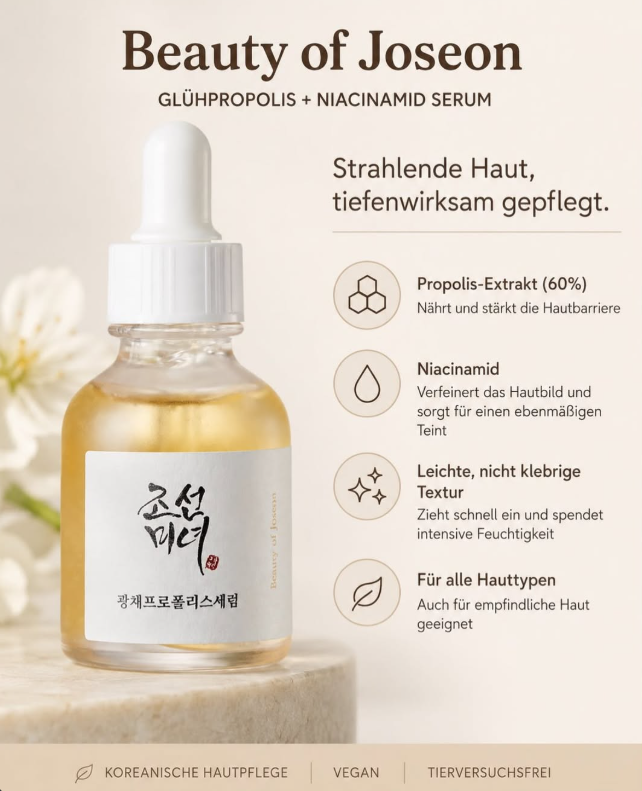 Beauty of Joseon
GLÜHPROPOLIS + NIACINAMID SERUM
Strahlende Haut,
tiefenwirksam gepflegt.
Propolis-Extrakt (60%)
Nährt und stärkt die Hautbarriere
Niacinamid
Verfeinert das Hautbild und
sorgt für einen ebenmäßigen
Teint
Leichte, nicht klebrige
Textur
Zieht schnell ein und spendet
intensive Feuchtigkeit
Für alle Hauttypen
Auch für empfindliche Haut
geeignet
조선
미녀
Beauty of Joseon
광채프로폴리스세럼
KOREANISCHE HAUTPFLEGE
VEGAN
TIERVERSUCHSFREI